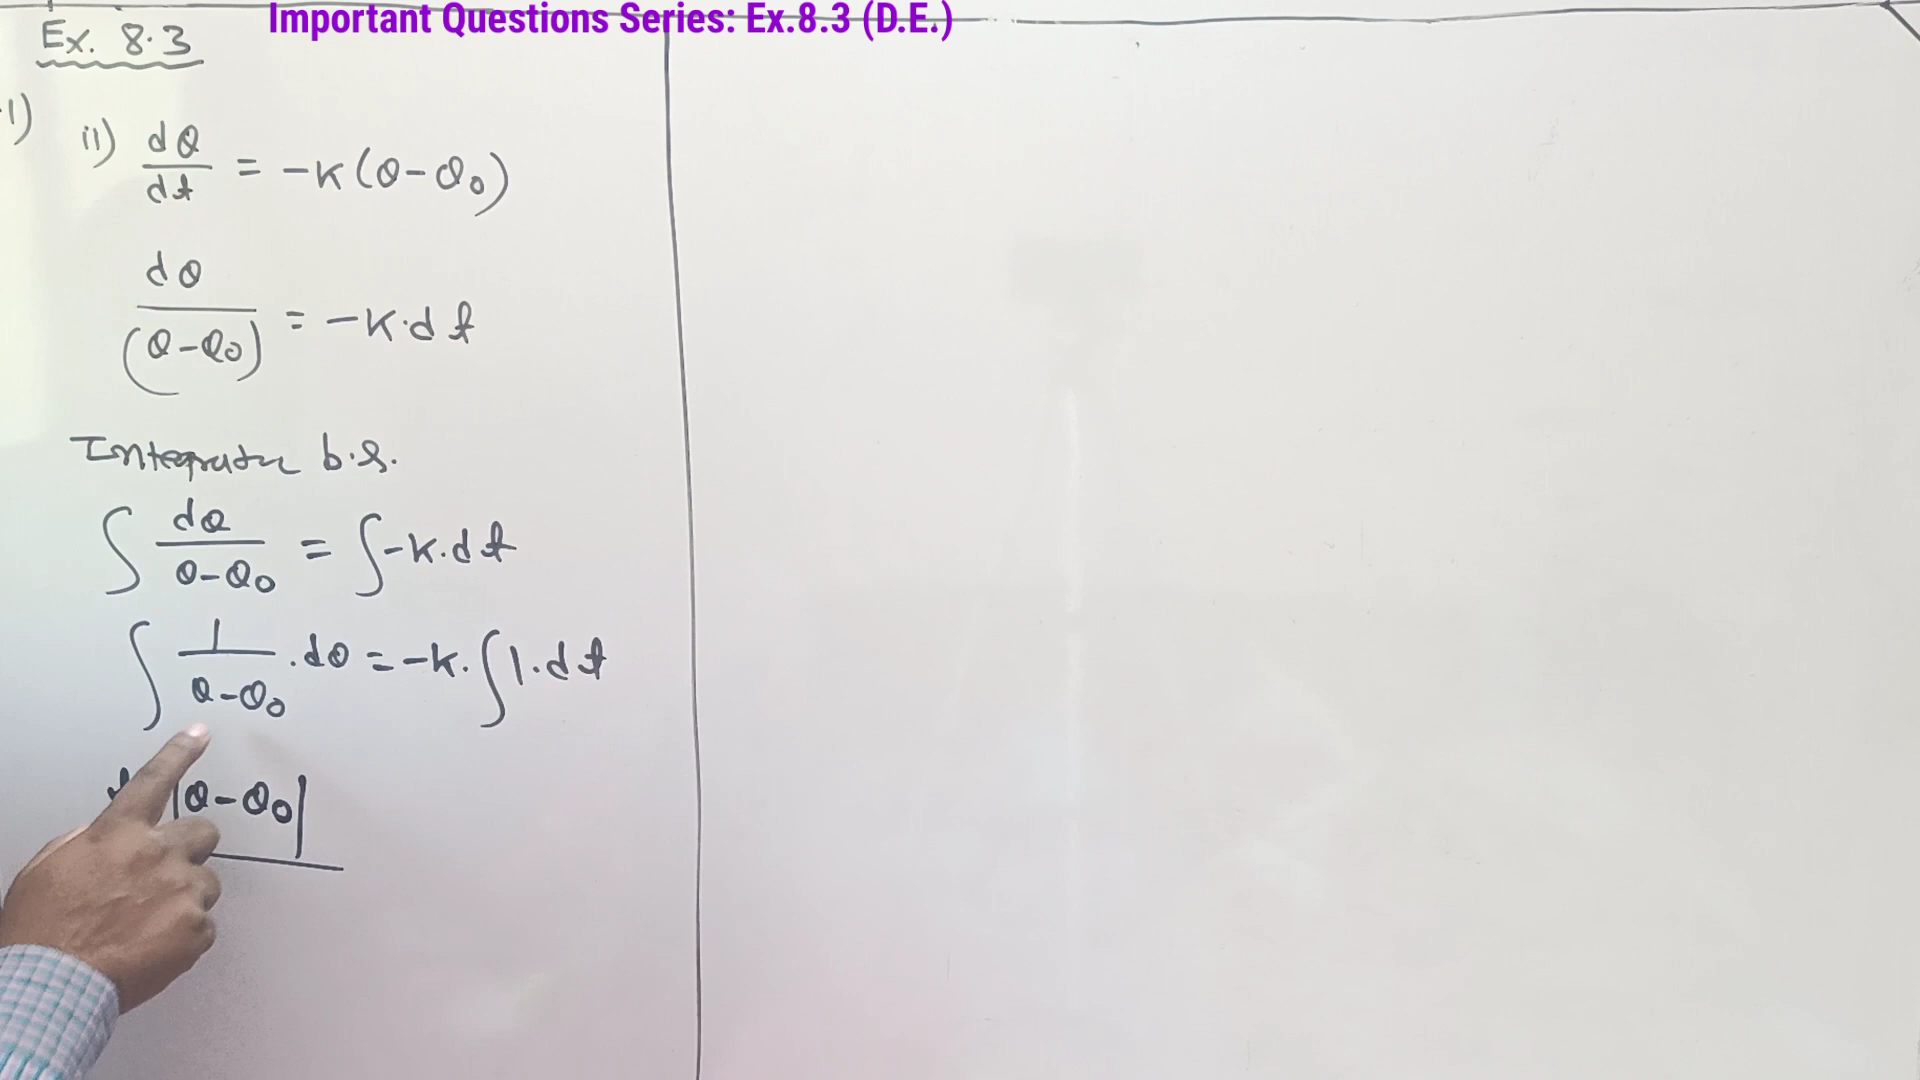 Important Questions Series: Ex.8.3 (D.E.)
Ex. 8.3
1)
ii) dθ/dt = -K(θ-θ₀)
dθ/(θ-θ₀) = -K.dt
b.s.
∫ dθ/θ-θ₀ = ∫-K.dt
∫ 1/θ-θ₀ .dθ = -K. ∫1.dt
|θ-θ₀|